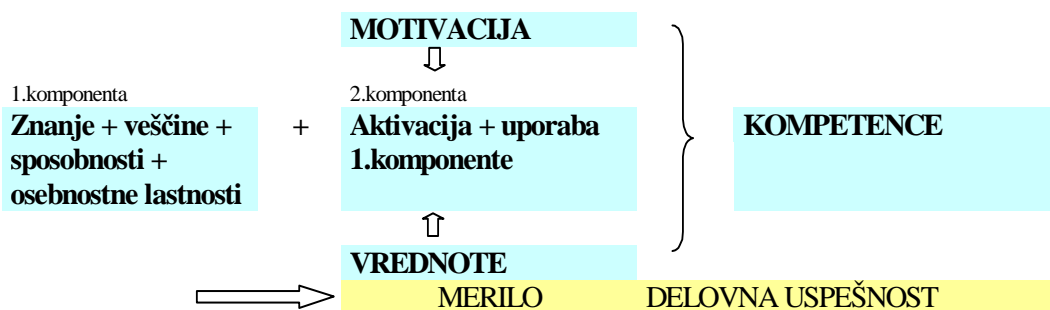 MOTIVACIJA
1.komponenta
Znanje + veščine +
sposobnosti +
osebnostne lastnosti
+
2.komponenta
Aktivacija + uporaba
1.komponente
KOMPETENCE
VREDNOTE
MERILO DELOVNA USPEŠNOST